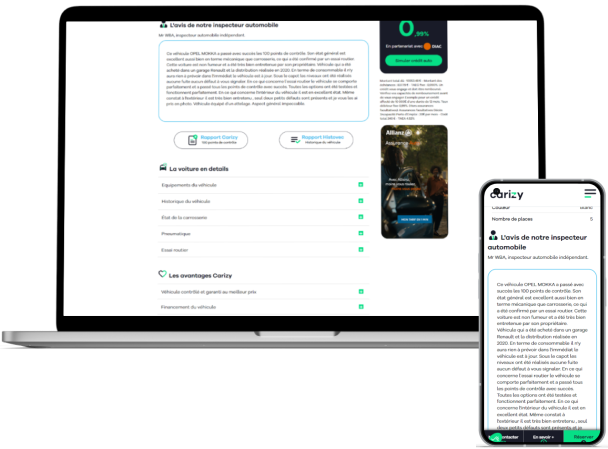 L'avis de notre inspecteur automobile
Mr WBA, inspecteur automobile indépendant
Ce véhicule OPEL MOKKA a passé avec succès les 100 points de contrôle. Son état général est
excellent aussi bien en terme mécanique que carrosserie, ce qui a été confirmé par un essai routier.
Cette voiture est non fumeur et a été très bien entretenue par son propriétaire. Véhicule qui a été
acheté dans un garage Renault et la distribution réalisée en 2020. En terme de consommable il n'y
aura rien à prévoir dans l'immédiat le véhicule est à jour. Sous le capot les niveaux ont été réalisés
aucune fuite aucun défaut à vous signaler. En ce qui concerne l'essai routier le véhicule se comporte
parfaitement et a passé tous les points de contrôle avec succès. Toutes les options ont été testées et
fonctionnent parfaitement. En ce qui concerne l'intérieur du véhicule il est en excellent état. Même
constat à l'extérieur il est très bien entretenu , seul deux petits défauts sont présents et
Rapport Carizy
100 points de contrôle
Rapport Histovec
Historique du véhicule
La voiture en détails
Equipements du véhicule
Historique du véhicule
État de la carrosserie
Pneumatique
Essai routier
Les avantages Carizy
Véhicule contrôlé et garanti au meilleur prix
Financement du véhicule
0,99%
En partenariat avec DIAC
Simuler crédit auto
Allianz
Assurance
Avec Allianz,
carizy
Couleur
Blanc
Nombre de places 5
L'avis de notre inspecteur
automobile
Mr WBA, inspecteur automobile indépendant.
Ce véhicule OPEL MOKKA a passé avec
succès les 100 points de contrôle. Son
état général est excellent aussi bien en
terme mécanique que carrosserie, ce qui
a été confirmé par un essai routier. Cette
voiture est non fumeur et a été très bien
entretenue par son propriétaire.
Véhicule qui a été acheté dans un garage
Renault et la distribution réalisée en
2020. En terme de consommable il n'y
aura rien à prévoir dans l'immédiat le
véhicule est à jour. Sous le capot les
niveaux ont été réalisés aucune fuite
aucun défaut à vous signaler. En ce qui
concerne l'essai routier le véhicule se
comporte parfaitement et a passé tous
les points de contrôle avec succès.
Toutes les options ont été testées et
fonctionnent parfaitement. En ce qui
concerne l'intérieur du véhicule il est en
excellent état. Même constat à
l'extérieur il est très bien entretenu , seul
deux petits défauts sont présents et je
contacter
En savoir +
Réserver